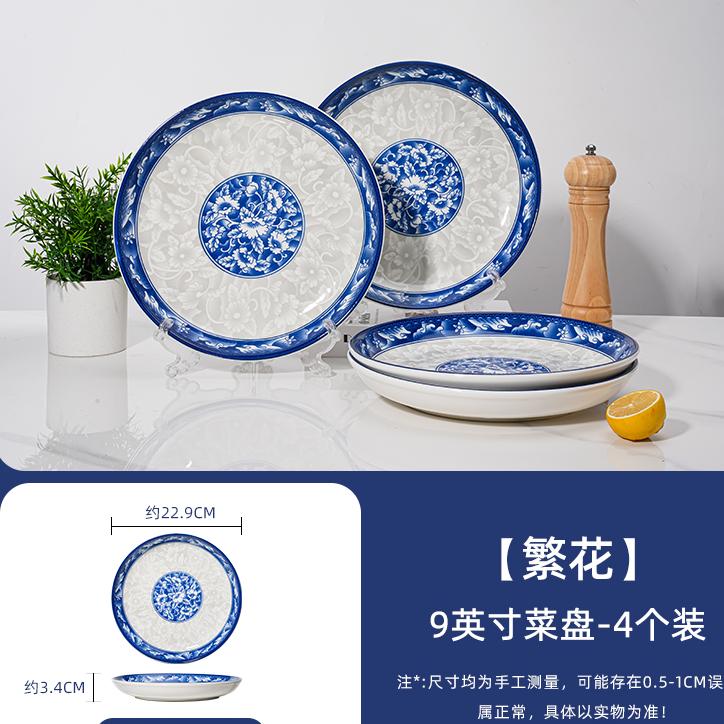 约22.9CM
约3.4CM
【繁花】
9英寸菜盘-4个装
注*:尺寸均为手工测量，可能存在0.5-1CM误
属正常，具体以实物为准!